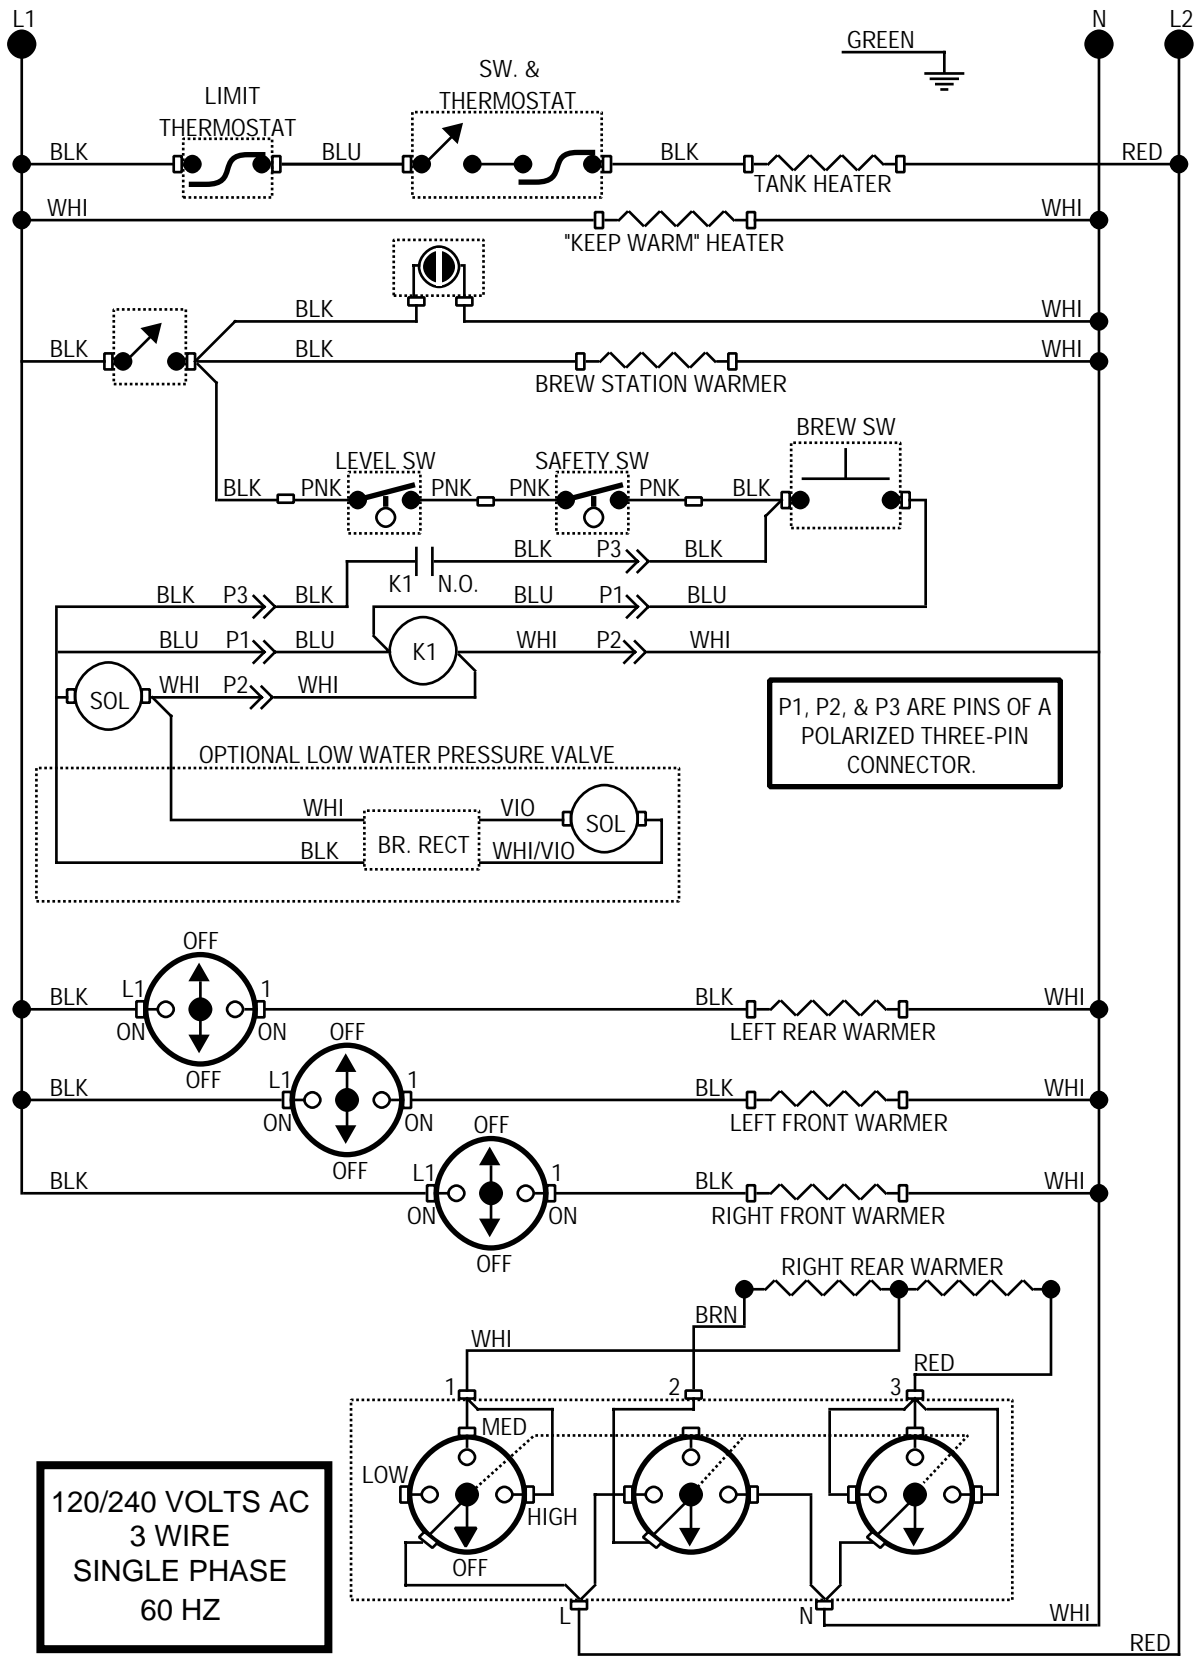 L1 N L2
GREEN
SW. &
THERMOSTAT
LIMIT
THERMOSTAT
BLK BLU BLK RED
TANK HEATER
WHI WHI
"KEEP WARM" HEATER
BLK WHI
BLK BLK WHI
BREW STATION WARMER
BREW SW
LEVEL SW SAFETY SW
BLK PNK PNK PNK PNK BLK
BLK P3 BLK
K1 N.O.
BLK P3 BLK BLU P1 BLU
BLU P1 BLU K1 WHI P2 WHI
SOL WHI P2 WHI
P1, P2, & P3 ARE PINS OF A
POLARIZED THREE-PIN
CONNECTOR.
OPTIONAL LOW WATER PRESSURE VALVE
WHI VIO
BR. RECT SOL
BLK WHI/VIO
OFF
BLK L1 1 BLK WHI
ON ON LEFT REAR WARMER
OFF OFF
BLK L1 1 BLK WHI
ON ON LEFT FRONT WARMER
OFF OFF
BLK L1 1 BLK WHI
ON ON RIGHT FRONT WARMER
OFF
RIGHT REAR WARMER
BRN
WHI
RED
1 2 3
MED
LOW
HIGH
OFF
L N WHI
RED
120/240 VOLTS AC
3 WIRE
SINGLE PHASE
60 HZ